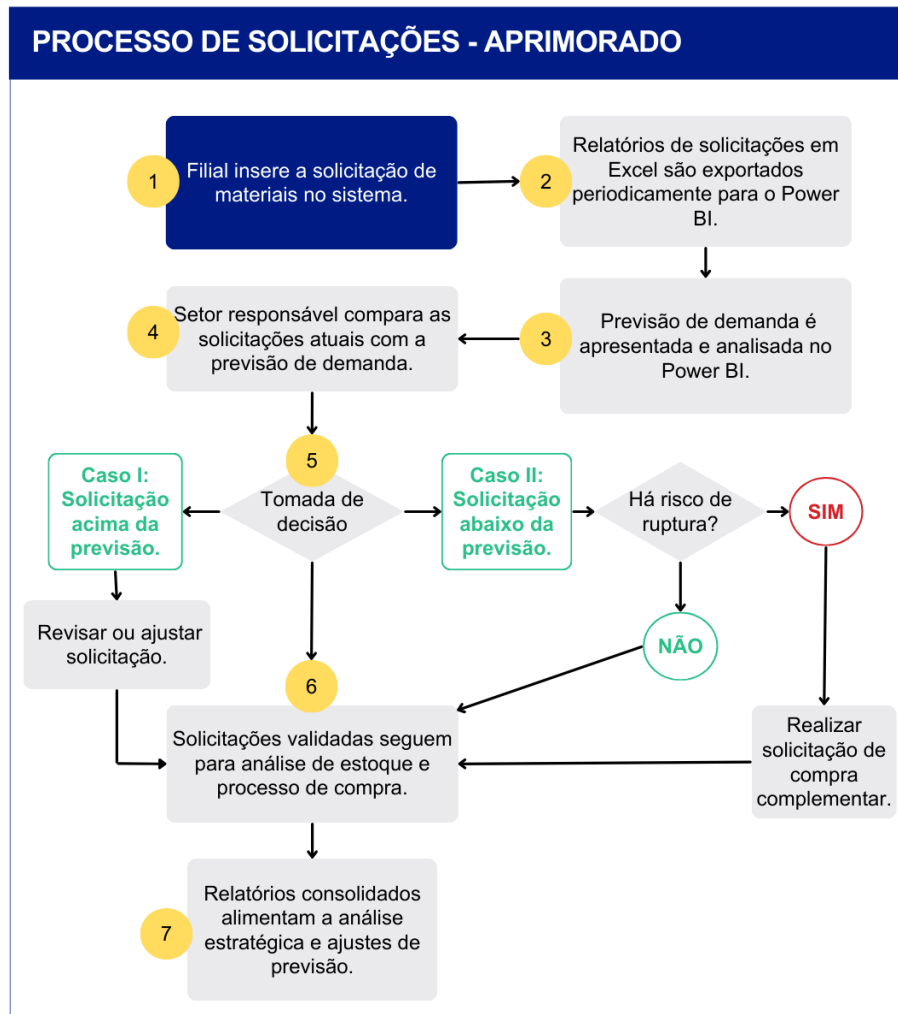 PROCESSO DE SOLICITAÇÕES - APRIMORADO
1
Filial insere a solicitação de
materiais no sistema.
2
Relatórios de solicitações em
Excel são exportados
periodicamente para o Power
BI.
3
Previsão de demanda é
apresentada e analisada no
Power BI.
4
Setor responsável compara as
solicitações atuais com a
previsão de demanda.
5
Tomada de
decisão
Caso I:
Solicitação
acima da
previsão.
Revisar ou ajustar
solicitação.
Caso II:
Solicitação
abaixo da
previsão.
Há risco de
ruptura?
SIM
NÃO
Realizar
solicitação de
compra
complementar.
6
Solicitações validadas seguem
para análise de estoque e
processo de compra.
7
Relatórios consolidados
alimentam a análise
estratégica e ajustes de
previsão.